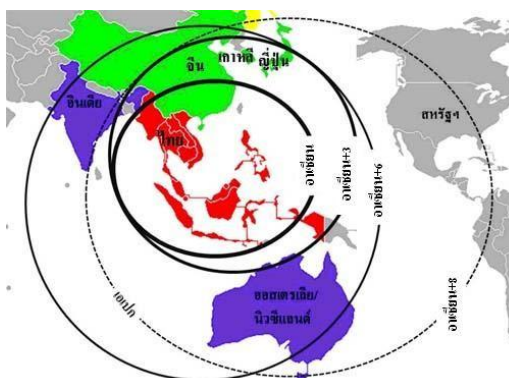 จีน
เกาหลี
ญี่ปุ่น
อินเดีย
ไทย
สหรัฐฯ
อาเซียน
อาเซียน+3
อาเซียน+6
เอเปก
ออสเตรเลีย/
นิวซีแลนด์
อาเซียน+8